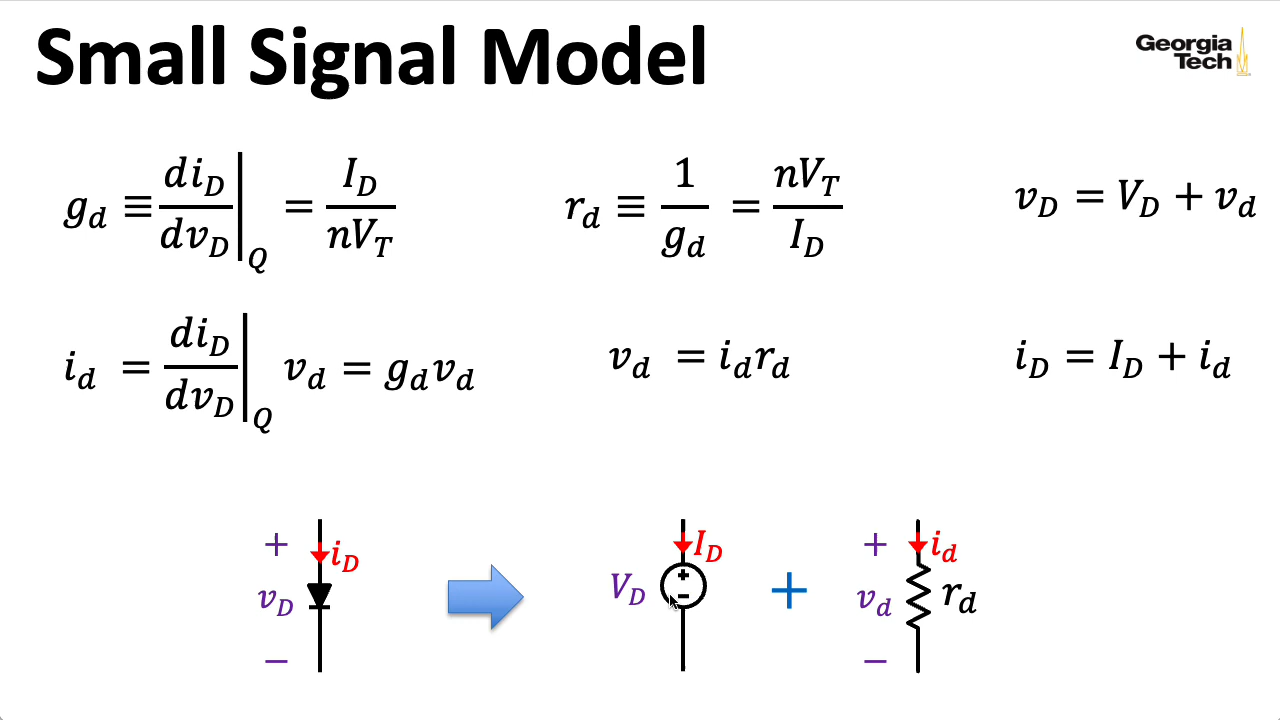 Small Signal Model
Georgia
Tech
g_d ≡ di_D/dv_D |_Q = I_D/nV_T
r_d ≡ 1/g_d = nV_T/I_D
v_D = V_D + v_d
i_d = di_D/dv_D |_Q v_d = g_d v_d
v_d = i_d r_d
i_D = I_D + i_d
+ i_D
v_D
−
I_D
V_D + −
+
+ i_d
v_d r_d
−